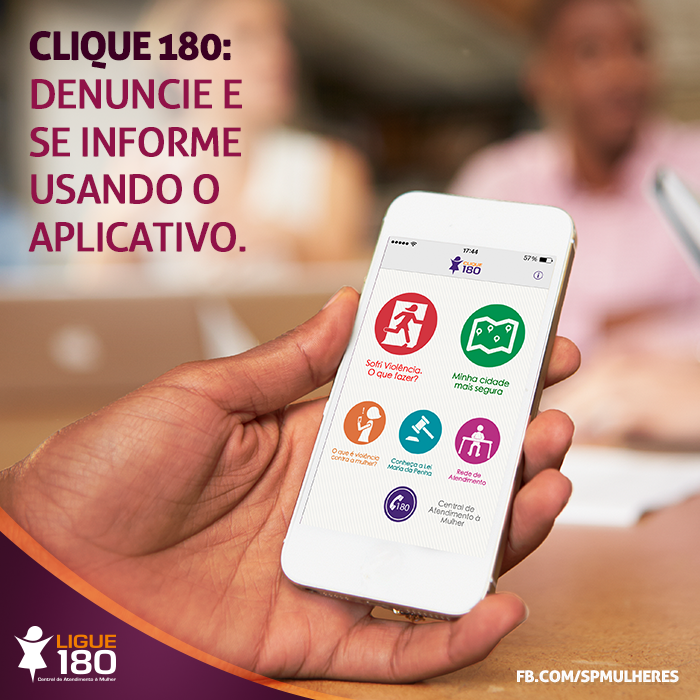 CLIQUE 180:
DENUNCIE E
SE INFORME
USANDO O
APLICATIVO.
17:44
57%
CLIQUE
180
Sofri Violência.
O que fazer?
Minha cidade
mais segura
O que é violência
contra a mulher?
Conheça a Lei
Maria da Penha
Rede de
Atendimento
180
Central de
Atendimento à
Mulher
LIGUE
180
Central de Atendimento à Mulher
FB.COM/SPMULHERES